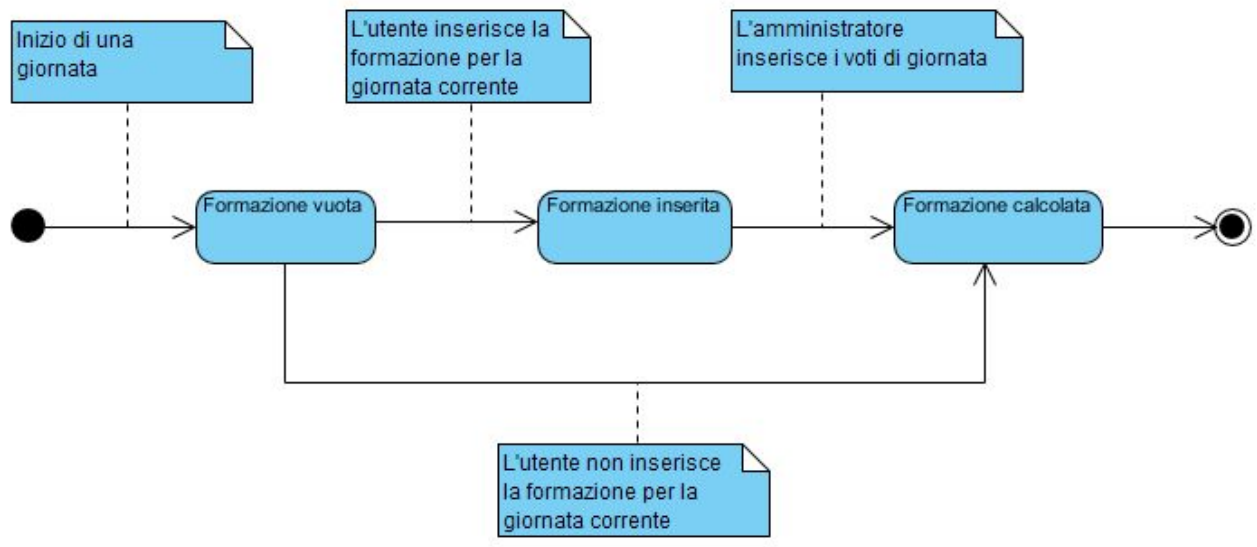 Inizio di una
giornata
L'utente inserisce la
formazione per la
giornata corrente
L'amministratore
inserisce i voti di giornata
Formazione vuota
Formazione inserita
Formazione calcolata
L'utente non inserisce
la formazione per la
giornata corrente